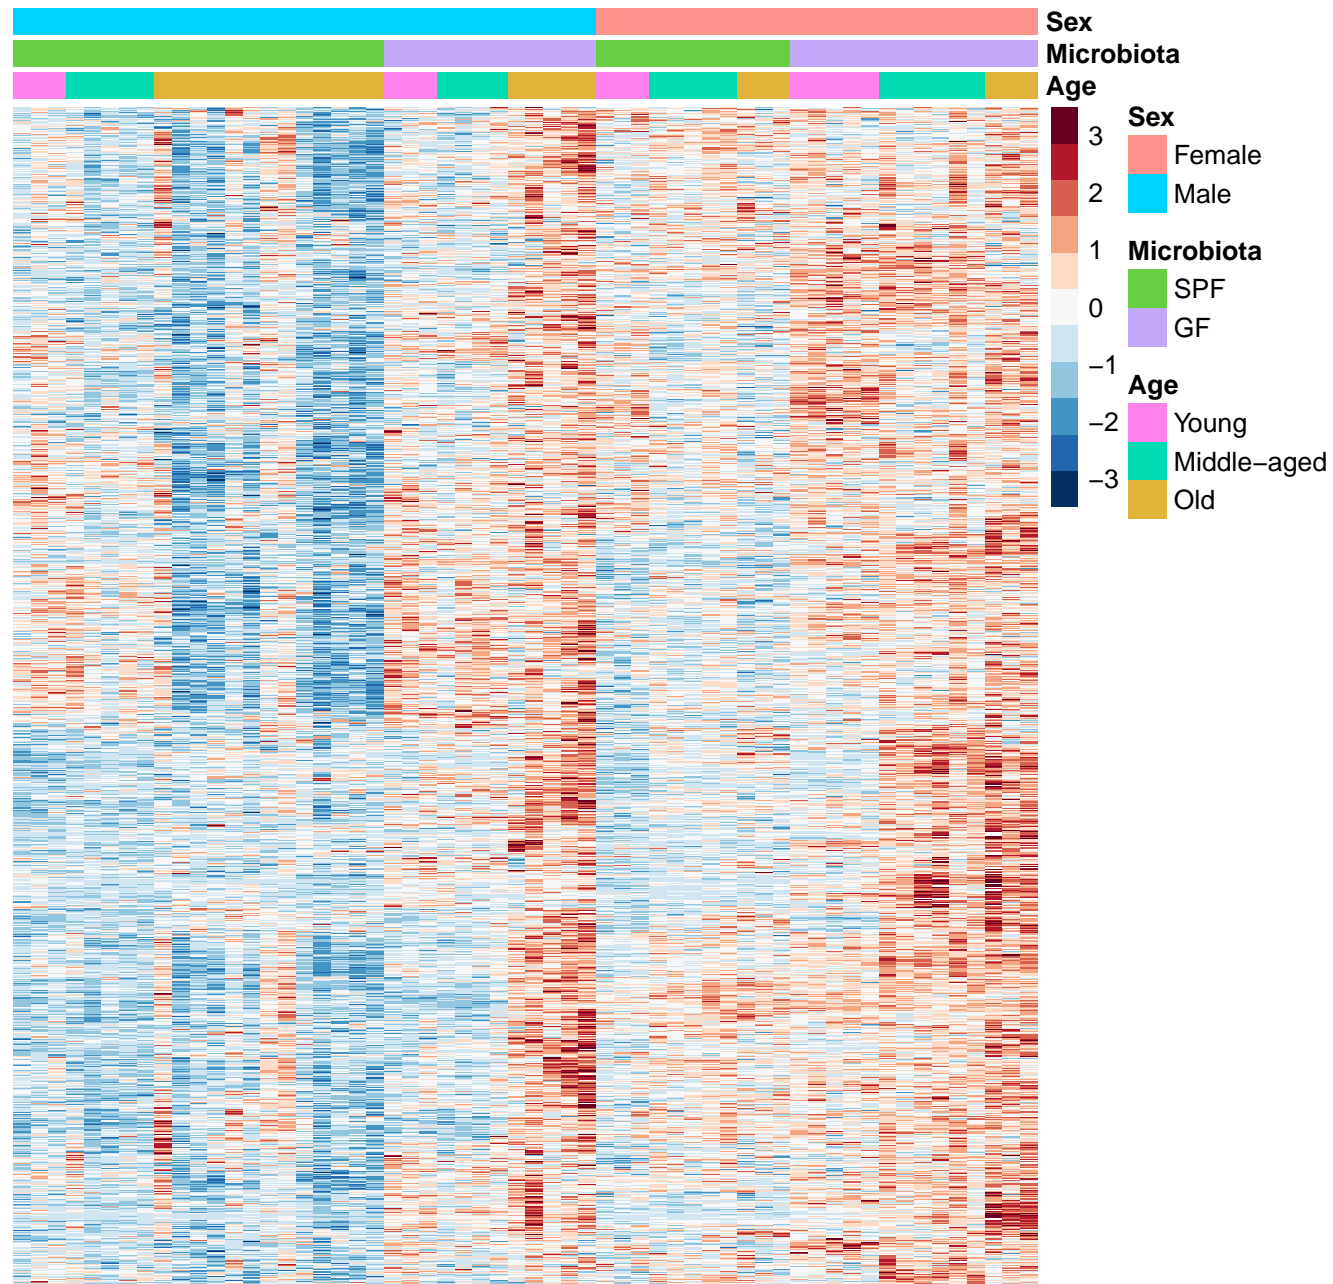 Sex
Microbiota
Age
3
2
1
0
−1
−2
−3
Sex
Female
Male
Microbiota
SPF
GF
Age
Young
Middle−aged
Old